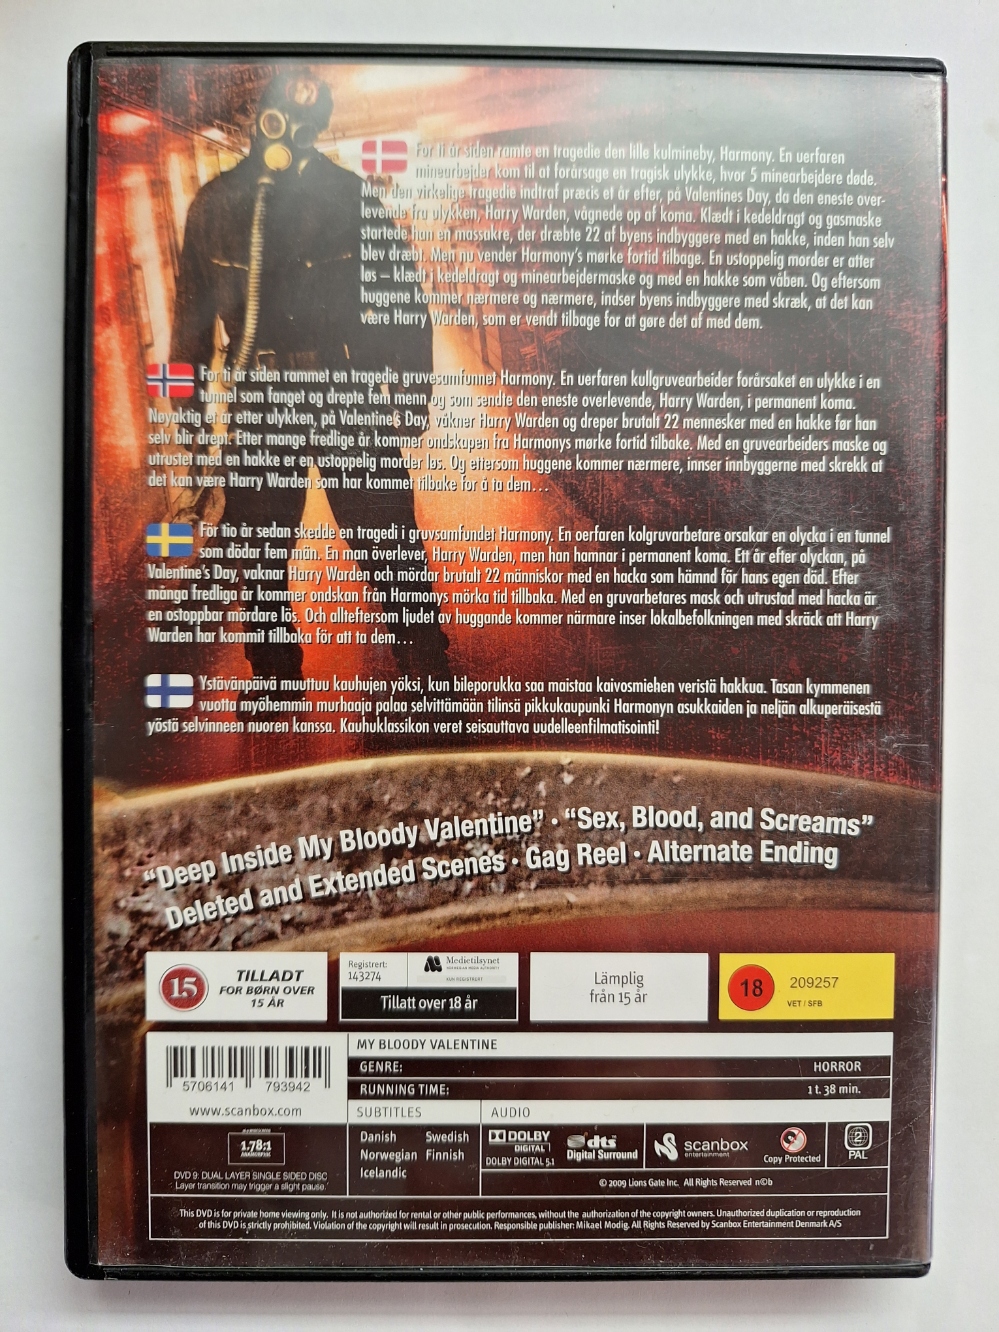 For ti år siden ramte en tragedie den lille kulmineby, Harmony. En uerfaren
minearbejder kom til at forårsage en tragisk ulykke, hvor 5 minearbejdere døde.
Men den virkelige tragedie indtraf præcis et år efter, på Valentines Day, da den eneste over-
levende fra ulykken, Harry Warden, vågnede op af koma. Klædt i kedeldragt og gasmaske
startede han en massakre, der dræbte 22 af byens indbyggere med en hakke, inden han selv
blev dræbt. Men nu vender Harmony's mørke fortid tilbage. En ustoppelig morder er atter
løs – klædt i kedeldragt og minearbejdermaske og med en hakke som våben. Og eftersom
huggene kommer nærmere og nærmere, indser byens indbyggere med skræk, at det kan
være Harry Warden, som er vendt tilbage for at gøre det af med dem.
For ti år siden rammet en tragedie gruvesamfunnet Harmony. En uerfaren kullgruvearbeider forårsaket en ulykke i en
tunnel som fanget og drepte fem menn og som sendte den eneste overlevende, Harry Warden, i permanent koma.
Nøyaktig et år etter ulykken, på Valentine's Day, våkner Harry Warden og dreper brutalt 22 mennesker med en hakke før han
selv blir drept. Etter mange fredlige år kommer ondskapen fra Harmonys mørke fortid tilbake. Med en gruvearbeiders maske og
utrustet med en hakke er en ustoppelig morder løs. Og ettersom huggene kommer nærmere, innser innbyggerne med skrekk at
det kan være Harry Warden som har kommet tilbake for å ta dem...
För tio år sedan skedde en tragedi i gruvsamfundet Harmony. En oerfaren kolgruvarbetare orsakar en olycka i en tunnel
som dödar fem män. En man överlever, Harry Warden, men han hamnar i permanent koma. Ett år efter olyckan, på
Valentine's Day, vaknar Harry Warden och mördar brutalt 22 människor med en hacka som hämnd för hans egen död. Efter
många fredliga år kommer ondskan från Harmonys mörka tid tillbaka. Med en gruvarbetares mask och utrustad med hacka är
en ostoppbar mördare lös. Och allteftersom ljudet av huggande kommer närmare inser lokalbefolkningen med skräck att Harry
Warden har kommit tillbaka för att ta dem...
Ystävänpäivä muuttuu kauhujen yöksi, kun bileporukka saa maistaa kaivosmiehen veristä hakkua. Tasan kymmenen
vuotta myöhemmin murhaaja palaa selvittämään tilinsä pikkukaupunki Harmonyn asukkaiden ja neljän alkuperäisestä
yöstä selvinneen nuoren kanssa. Kauhuklassikon veret seisauttava uudelleenfilmatisointi!
"Deep Inside My Bloody Valentine" • "Sex, Blood, and Screams"
Deleted and Extended Scenes • Gag Reel • Alternate Ending
15
TILLADT
FOR BØRN OVER
15 ÅR
Registrert:
143274
Medietilsynet
NORWEGIAN MEDIA AUTHORITY
KUN REGISTRERT
Tillatt over 18 år
Lämplig
från 15 år
18
209257
VET / SFB
5706141 793942
www.scanbox.com
MY BLOODY VALENTINE
GENRE: HORROR
RUNNING TIME: 1 t. 38 min.
SUBTITLES
AUDIO
1.78:1
DVD 9: DUAL LAYER SINGLE SIDED DISC
Layer transition may trigger a slight pause.
Danish Swedish
Norwegian Finnish
Icelandic
DOLBY
DIGITAL
DOLBY DIGITAL 5.1
dts
Digital Surround
scanbox
entertainment
Copy Protected
2
PAL
© 2009 Lions Gate Inc. All Rights Reserved n©b
This DVD is for private home viewing only. It is not authorized for rental or other public performances, without the authorization of the copyright owners. Unauthorized duplication or reproduction
of this DVD is strictly prohibited. Violation of the copyright will result in prosecution. Responsible publisher: Mikael Modig. All Rights Reserved by Scanbox Entertainment Denmark A/S